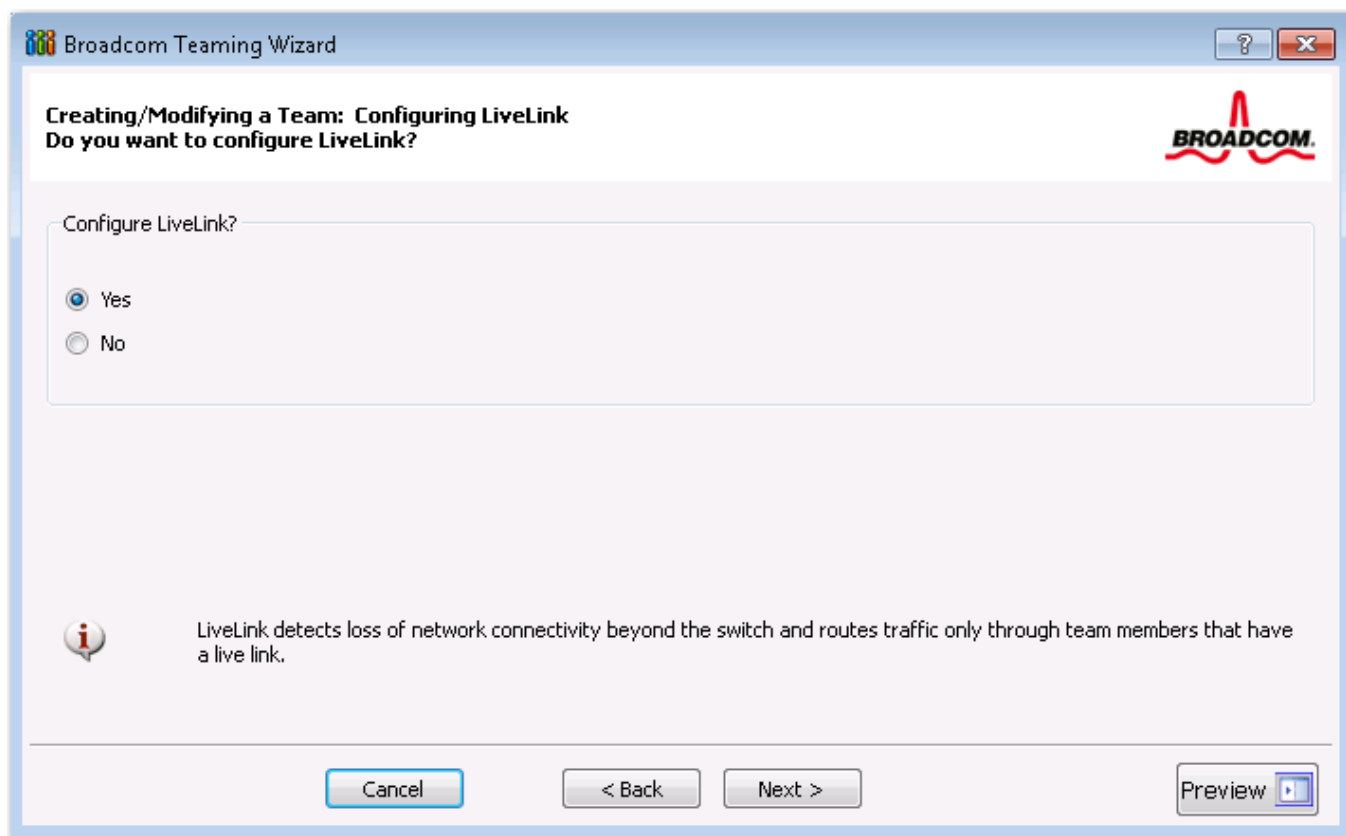 Broadcom Teaming Wizard
?
Creating/Modifying a Team: Configuring LiveLink
Do you want to configure LiveLink?
BROADCOM.
Configure LiveLink?
Yes
No
i
LiveLink detects loss of network connectivity beyond the switch and routes traffic only through team members that have
a live link.
Cancel
< Back
Next >
Preview